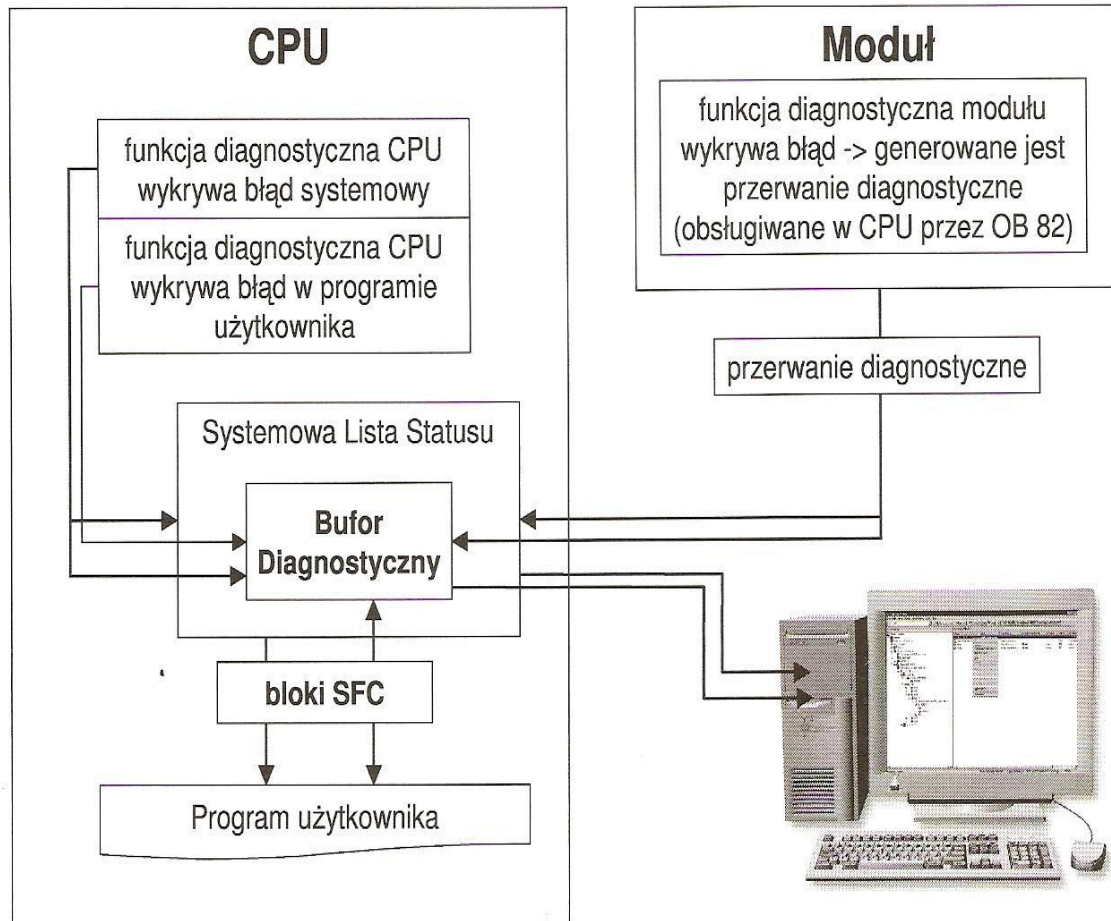 CPU
funkcja diagnostyczna CPU
wykrywa błąd systemowy
funkcja diagnostyczna CPU
wykrywa błąd w programie
użytkownika
Systemowa Lista Statusu
Bufor
Diagnostyczny
bloki SFC
Program użytkownika
Moduł
funkcja diagnostyczna modułu
wykrywa błąd -> generowane jest
przerwanie diagnostyczne
(obsługiwane w CPU przez OB 82)
przerwanie diagnostyczne